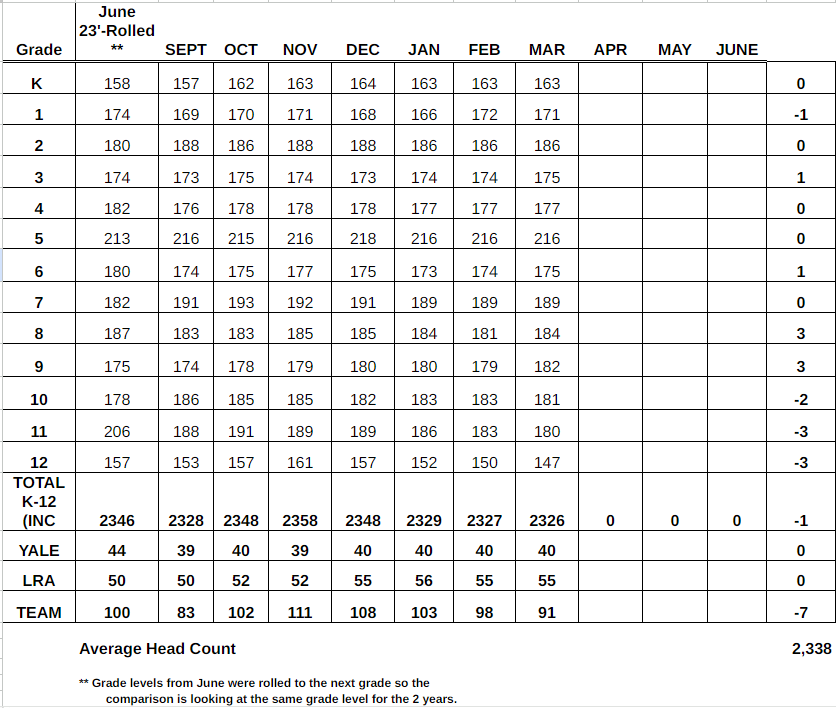 June
23'-Rolled
Grade ** SEPT OCT NOV DEC JAN FEB MAR APR MAY JUNE
K 158 157 162 163 164 163 163 163 0
1 174 169 170 171 168 166 172 171 -1
2 180 188 186 188 188 186 186 186 0
3 174 173 175 174 173 174 174 175 1
4 182 176 178 178 178 177 177 177 0
5 213 216 215 216 218 216 216 216 0
6 180 174 175 177 175 173 174 175 1
7 182 191 193 192 191 189 189 189 0
8 187 183 183 185 185 184 181 184 3
9 175 174 178 179 180 180 179 182 3
10 178 186 185 185 182 183 183 181 -2
11 206 188 191 189 189 186 183 180 -3
12 157 153 157 161 157 152 150 147 -3
TOTAL
K-12
(INC 2346 2328 2348 2358 2348 2329 2327 2326 0 0 0 -1
YALE 44 39 40 39 40 40 40 40 0
LRA 50 50 52 52 55 56 55 55 0
TEAM 100 83 102 111 108 103 98 91 -7
Average Head Count 2,338
** Grade levels from June were rolled to the next grade so the
comparison is looking at the same grade level for the 2 years.